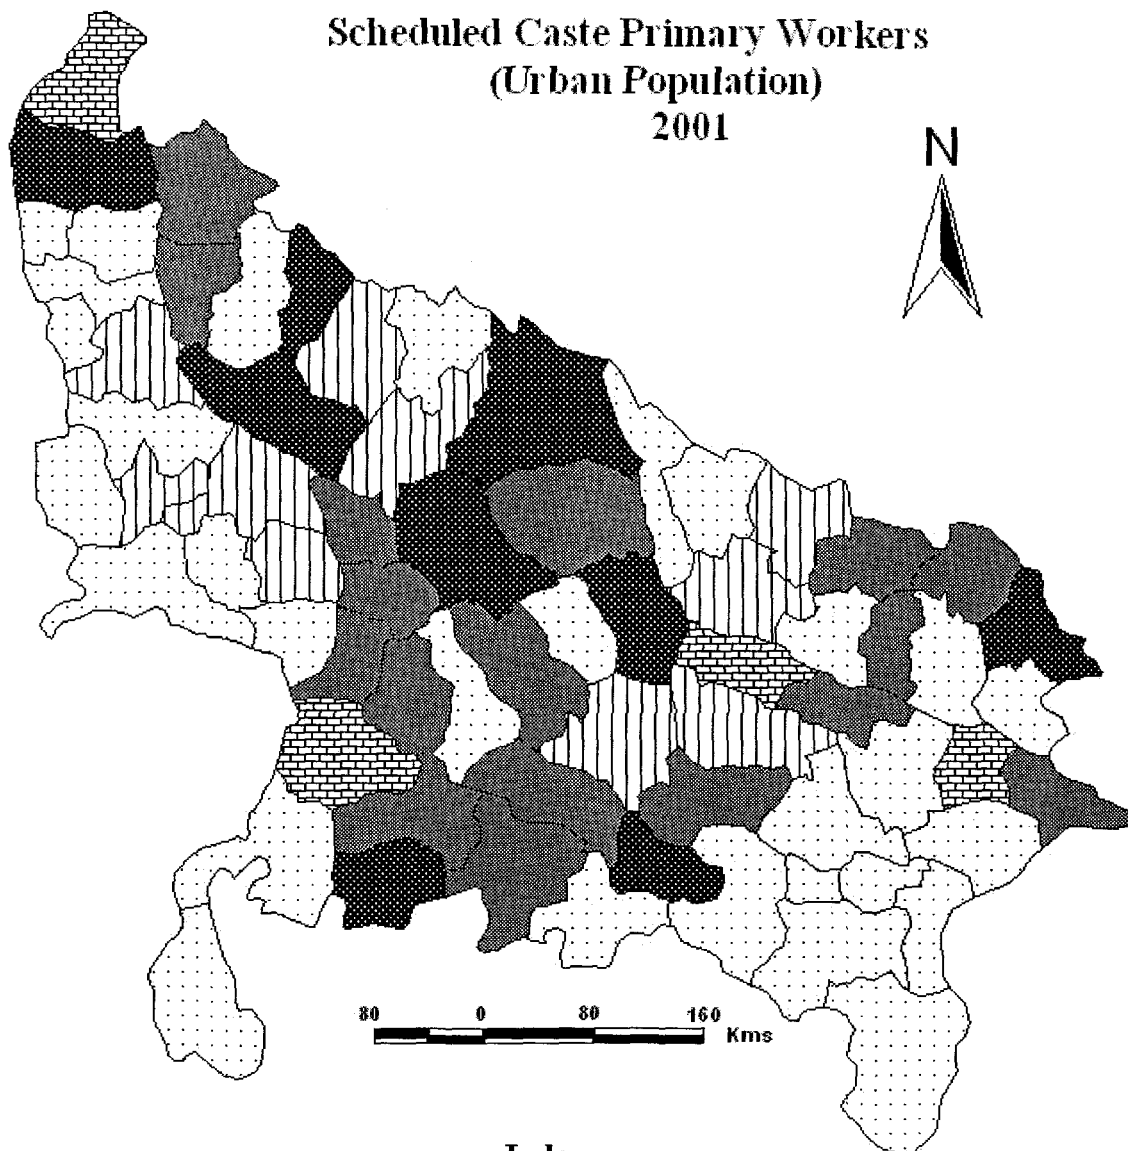 Scheduled Caste Primary Workers
(Urban Population)
2001
N
80 0 80 160
Kms